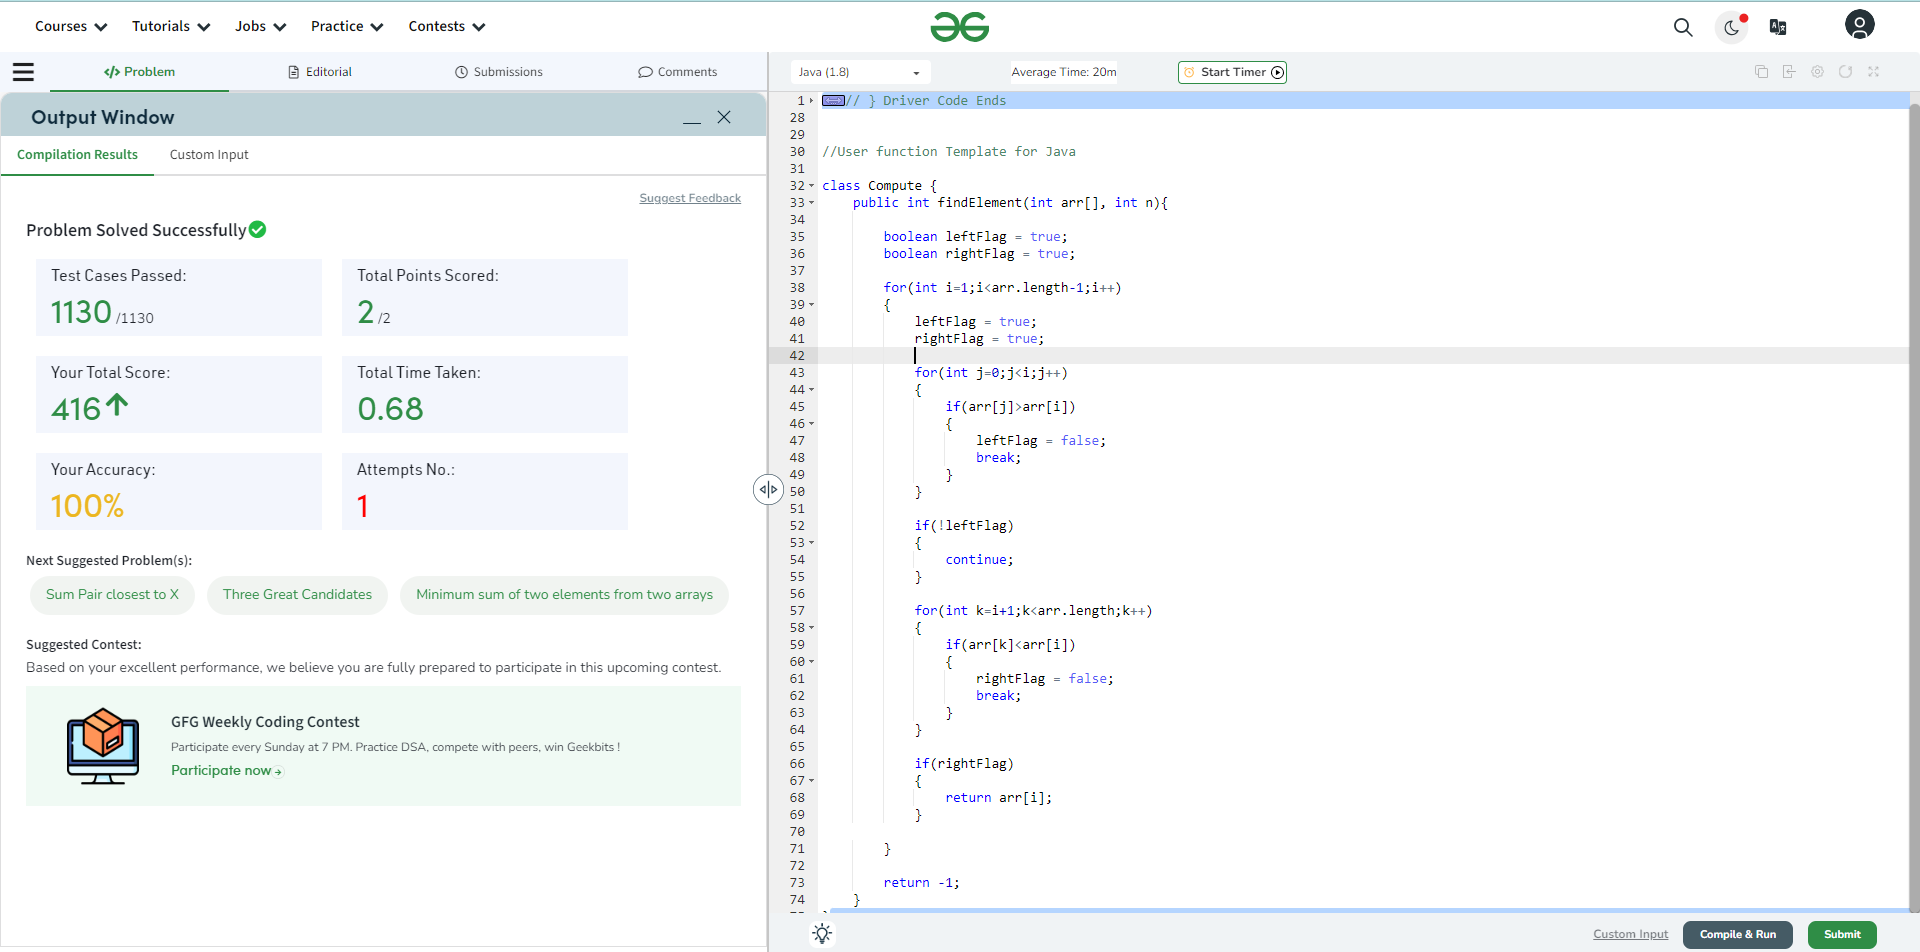 Courses Tutorials Jobs Practice Contests
Problem Editorial Submissions Comments
Output Window
Compilation Results Custom Input
Suggest Feedback
Problem Solved Successfully
Test Cases Passed:
1130 /1130
Total Points Scored:
2 /2
Your Total Score:
416
Total Time Taken:
0.68
Your Accuracy:
100%
Attempts No.:
1
Next Suggested Problem(s):
Sum Pair closest to X Three Great Candidates Minimum sum of two elements from two arrays
Suggested Contest:
Based on your excellent performance, we believe you are fully prepared to participate in this upcoming contest.
GFG Weekly Coding Contest
Participate every Sunday at 7 PM. Practice DSA, compete with peers, win Geekbits !
Participate now
Java (1.8) Average Time: 20m Start Timer
1 // } Driver Code Ends
28
29
30 //User function Template for Java
31
32 class Compute {
33 public int findElement(int arr[], int n){
34
35 boolean leftFlag = true;
36 boolean rightFlag = true;
37
38 for(int i=1;i<arr.length-1;i++)
39 {
40 leftFlag = true;
41 rightFlag = true;
42
43 for(int j=0;j<i;j++)
44 {
45 if(arr[j]>arr[i])
46 {
47 leftFlag = false;
48 break;
49 }
50 }
51
52 if(!leftFlag)
53 {
54 continue;
55 }
56
57 for(int k=i+1;k<arr.length;k++)
58 {
59 if(arr[k]<arr[i])
60 {
61 rightFlag = false;
62 break;
63 }
64 }
65
66 if(rightFlag)
67 {
68 return arr[i];
69 }
70
71 }
72
73 return -1;
74 }
Custom Input Compile & Run Submit